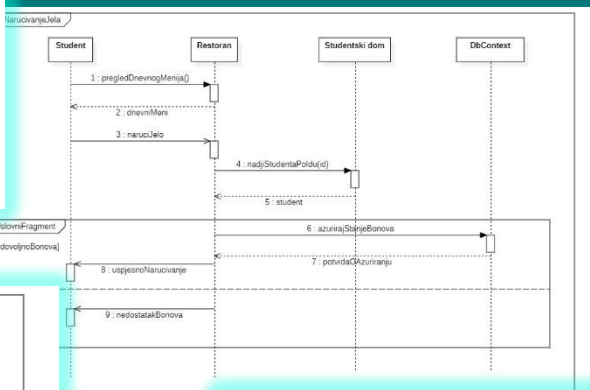 NarucivanjeJela
Student Restoran Studentski dom DbContext
1 : pregledDnevnogMenija()
2 : dnevniMeni
3 : naruciJelo
4 : nadjiStudentaPoIdu(id)
5 : student
slovniFragment
6 : azurirajStanjeBonova
dovoljnoBonova]
7 : potvrdaOAzuriranju
8 : uspjesnoNarucivanje
9 : nedostatakBonova